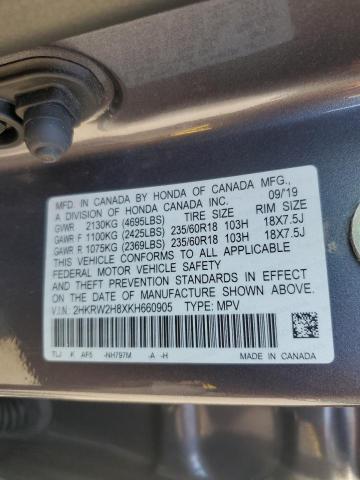 MFD. IN CANADA BY HONDA OF CANADA MFG.,
A DIVISION OF HONDA CANADA INC. 09/19
GVWR 2130KG (4695LBS) TIRE SIZE RIM SIZE
GAWR F 1100KG (2425LBS) 235/60R18 103H 18X7.5J
GAWR R 1075KG (2369LBS) 235/60R18 103H 18X7.5J
THIS VEHICLE CONFORMS TO ALL APPLICABLE
FEDERAL MOTOR VEHICLE SAFETY
AND THEFT PREVENTION STANDARDS IN EFFECT
ON THE DATE OF MANUFACTURE SHOWN ABOVE.
V.I.N. 2HKRW2H8XKH660905 TYPE: MPV
TLJ K AF5 -NH797M -A -H MADE IN CANADA